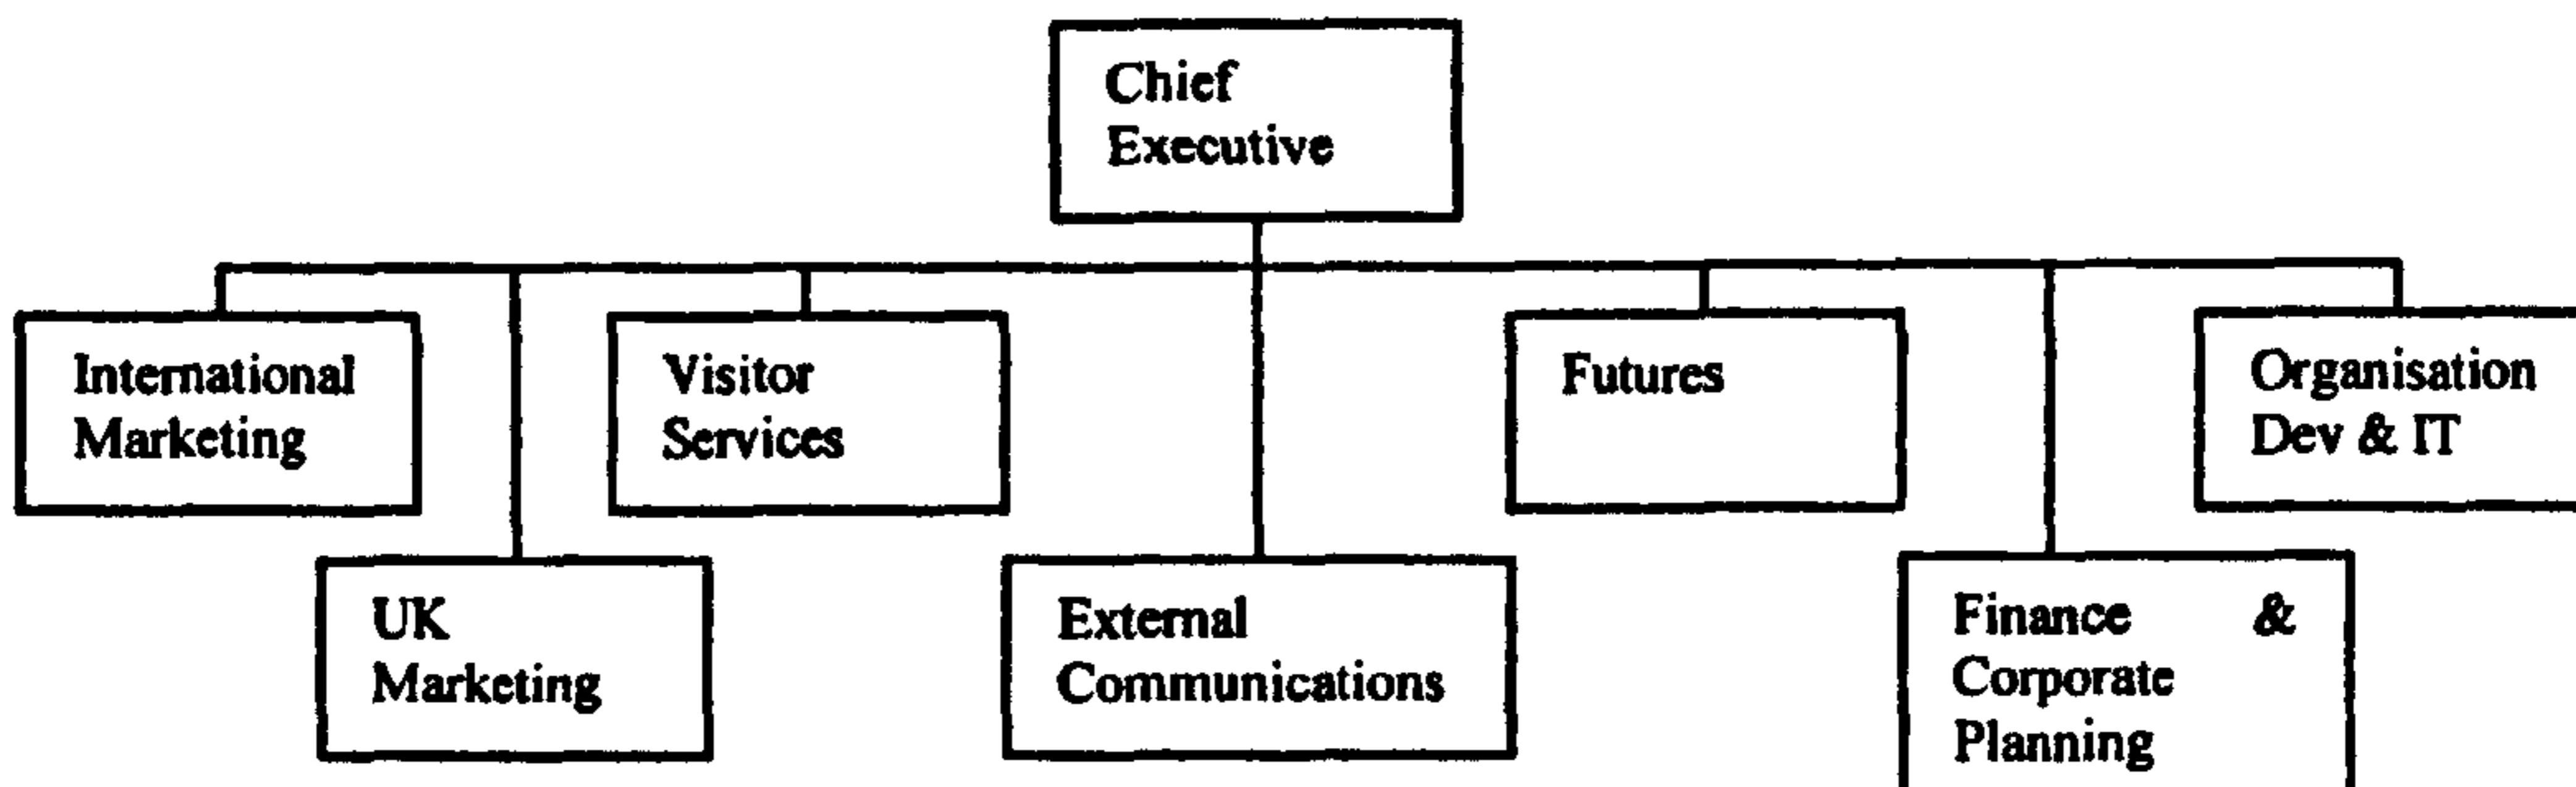 Chief
Executive
International
Marketing
Visitor
Services
Futures
Organisation
Dev & IT
UK
Marketing
External
Communications
Finance &
Corporate
Planning